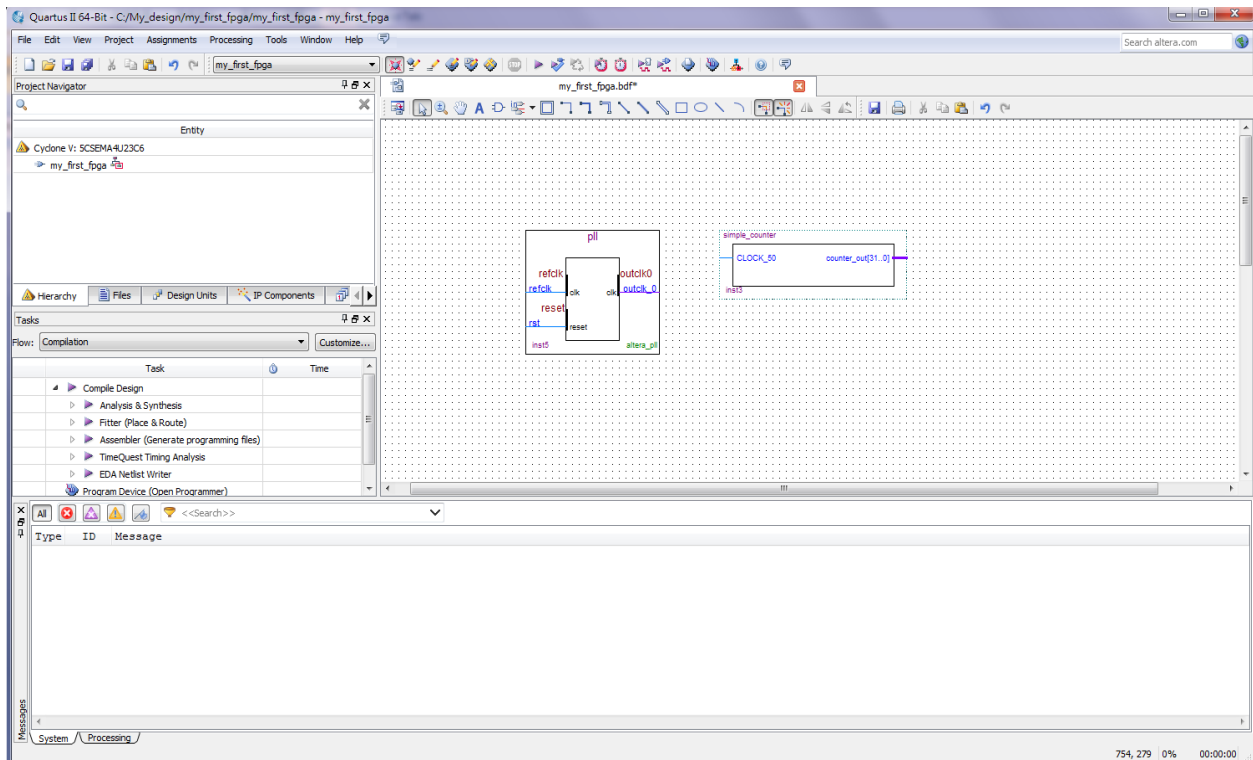 Quartus II 64-Bit - C:/My_design/my_first_fpga/my_first_fpga - my_first_fpga
File Edit View Project Assignments Processing Tools Window Help
Search altera.com
my_first_fpga
Project Navigator
my_first_fpga.bdf*
Entity
Cyclone V: 5CSEMA4U23C6
my_first_fpga
Hierarchy Files Design Units IP Components
Tasks
Flow: Compilation Customize...
Task Time
Compile Design
Analysis & Synthesis
Fitter (Place & Route)
Assembler (Generate programming files)
TimeQuest Timing Analysis
EDA Netlist Writer
Program Device (Open Programmer)
pll
refclk outclk0
refclk clk clk outclk_0
reset
rst reset
inst5 altera_pll
simple_counter
CLOCK_50 counter_out[31..0]
inst3
All <<Search>>
Type ID Message
Messages
System Processing
754, 279 0% 00:00:00